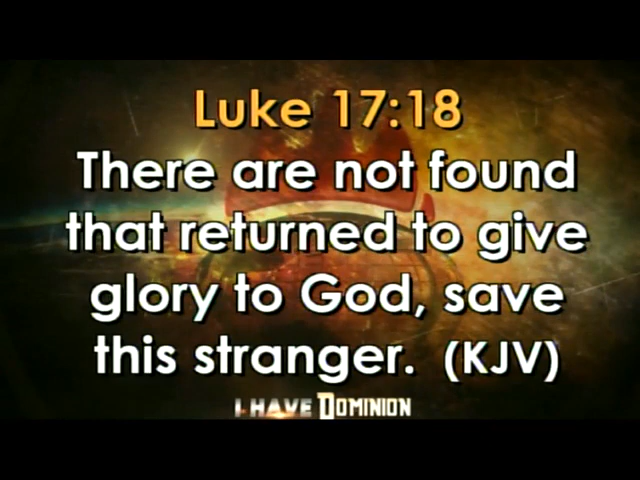 Luke 17:18
There are not found
that returned to give
glory to God, save
this stranger. (KJV)
I HAVE DOMINION